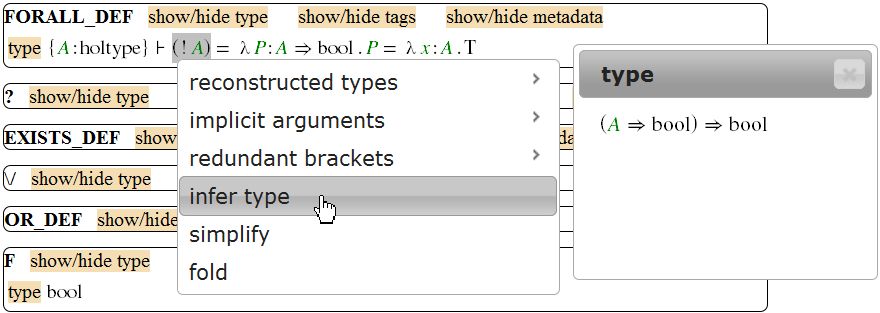 FORALL_DEF show/hide type show/hide tags show/hide metadata
type {A:holtype} ⊢ (! A) = λ P:A ⇒ bool . P = λ x:A . T
? show/hide type
EXISTS_DEF show
\/ show/hide type
OR_DEF show/hide
F show/hide type
type bool
reconstructed types
implicit arguments
redundant brackets
infer type
simplify
fold
type
(A ⇒ bool) ⇒ bool